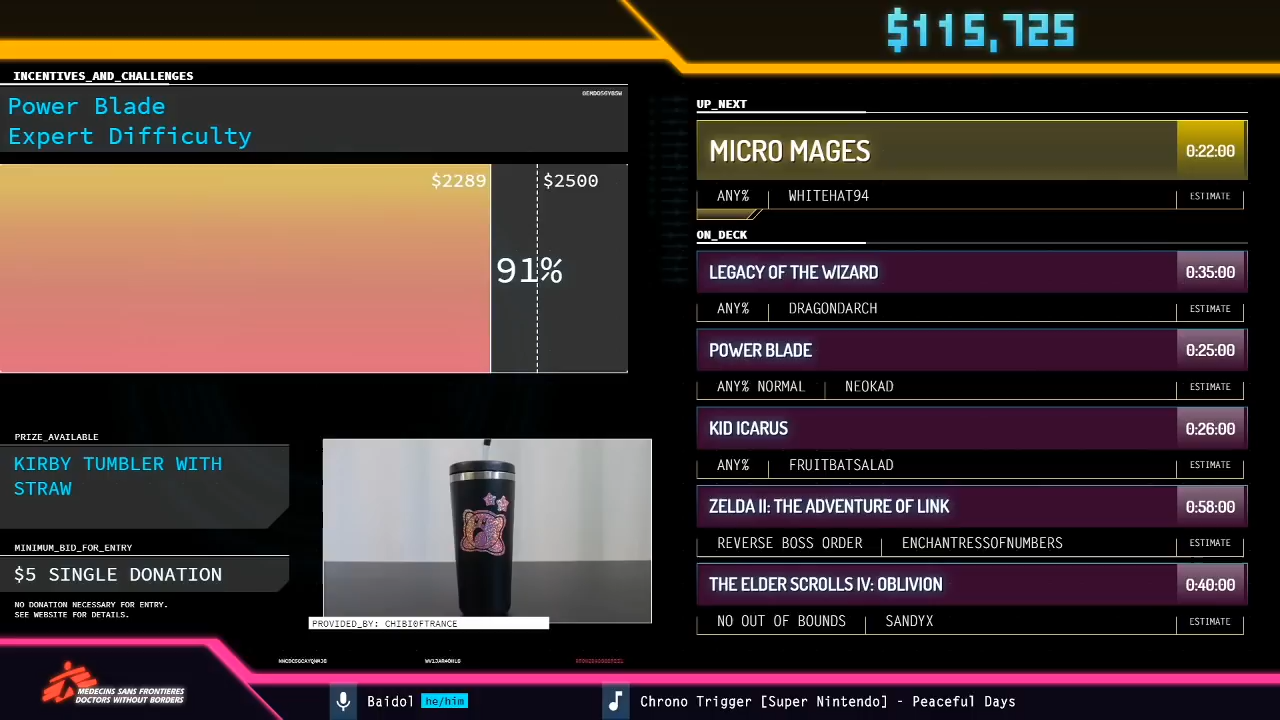 $115,725
INCENTIVES_AND_CHALLENGES
Power Blade
Expert Difficulty
$2289
$2500
91%
PRIZE_AVAILABLE
KIRBY TUMBLER WITH
STRAW
MINIMUM_BID_FOR_ENTRY
$5 SINGLE DONATION
NO DONATION NECESSARY FOR ENTRY.
SEE WEBSITE FOR DETAILS.
PROVIDED_BY: CHIBI0FTRANCE
UP_NEXT
MICRO MAGES
0:22:00
ANY%
WHITEHAT94
ESTIMATE
ON_DECK
LEGACY OF THE WIZARD
0:35:00
ANY%
DRAGONDARCH
ESTIMATE
POWER BLADE
0:25:00
ANY% NORMAL
NEOKAD
ESTIMATE
KID ICARUS
0:26:00
ANY%
FRUITBATSALAD
ESTIMATE
ZELDA II: THE ADVENTURE OF LINK
0:58:00
REVERSE BOSS ORDER
ENCHANTRESSOFNUMBERS
ESTIMATE
THE ELDER SCROLLS IV: OBLIVION
0:40:00
NO OUT OF BOUNDS
SANDYX
ESTIMATE
MEDECINS SANS FRONTIERES
DOCTORS WITHOUT BORDERS
Baidol he/him
Chrono Trigger [Super Nintendo] - Peaceful Days